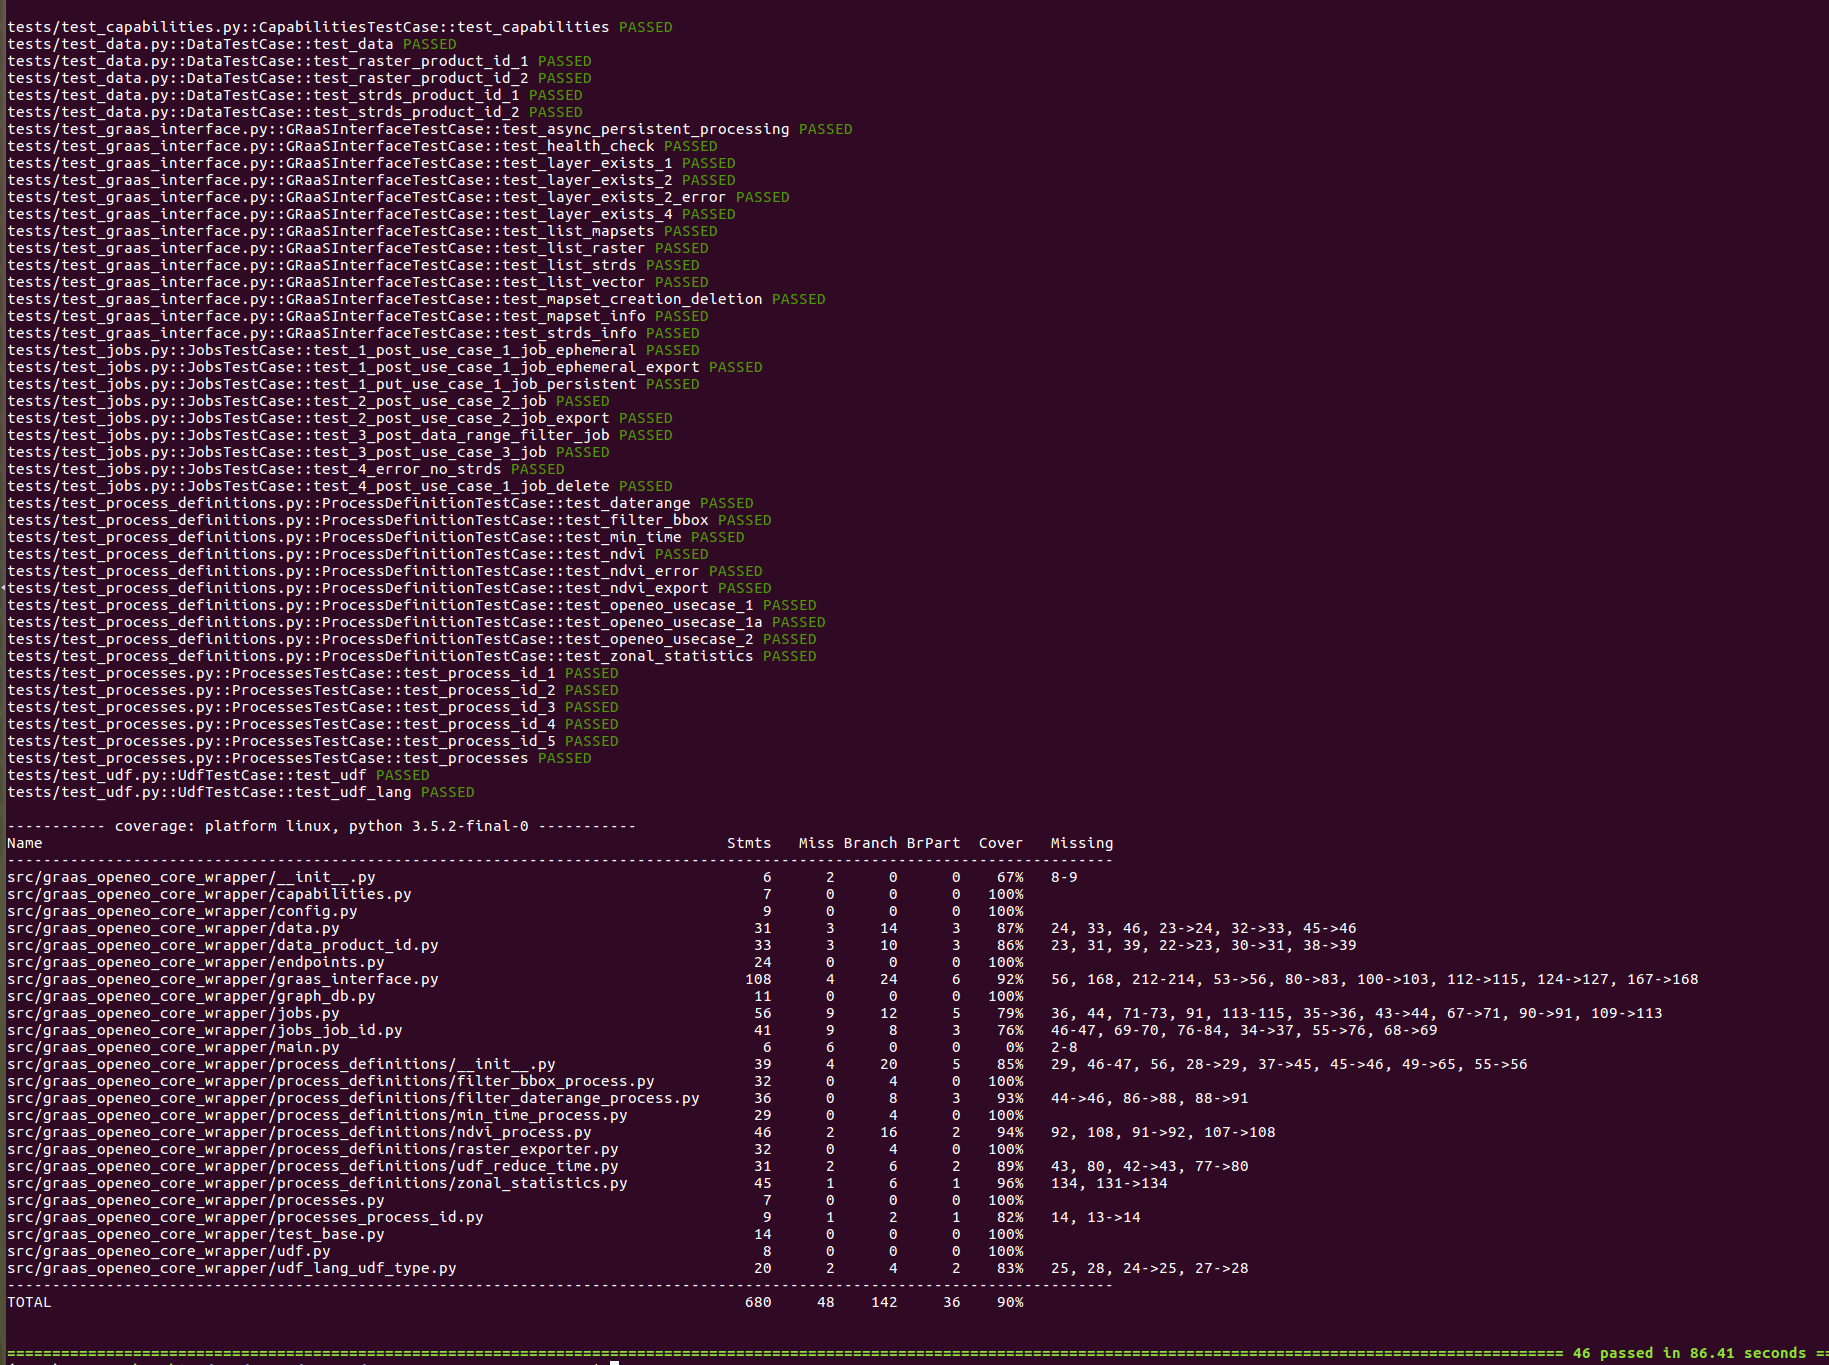 tests/test_capabilities.py::CapabilitiesTestCase::test_capabilities PASSED
tests/test_data.py::DataTestCase::test_data PASSED
tests/test_data.py::DataTestCase::test_raster_product_id_1 PASSED
tests/test_data.py::DataTestCase::test_raster_product_id_2 PASSED
tests/test_data.py::DataTestCase::test_strds_product_id_1 PASSED
tests/test_data.py::DataTestCase::test_strds_product_id_2 PASSED
tests/test_graas_interface.py::GRaaSInterfaceTestCase::test_async_persistent_processing PASSED
tests/test_graas_interface.py::GRaaSInterfaceTestCase::test_health_check PASSED
tests/test_graas_interface.py::GRaaSInterfaceTestCase::test_layer_exists_1 PASSED
tests/test_graas_interface.py::GRaaSInterfaceTestCase::test_layer_exists_2 PASSED
tests/test_graas_interface.py::GRaaSInterfaceTestCase::test_layer_exists_2_error PASSED
tests/test_graas_interface.py::GRaaSInterfaceTestCase::test_layer_exists_4 PASSED
tests/test_graas_interface.py::GRaaSInterfaceTestCase::test_list_mapsets PASSED
tests/test_graas_interface.py::GRaaSInterfaceTestCase::test_list_raster PASSED
tests/test_graas_interface.py::GRaaSInterfaceTestCase::test_list_strds PASSED
tests/test_graas_interface.py::GRaaSInterfaceTestCase::test_list_vector PASSED
tests/test_graas_interface.py::GRaaSInterfaceTestCase::test_mapset_creation_deletion PASSED
tests/test_graas_interface.py::GRaaSInterfaceTestCase::test_mapset_info PASSED
tests/test_graas_interface.py::GRaaSInterfaceTestCase::test_strds_info PASSED
tests/test_jobs.py::JobsTestCase::test_1_post_use_case_1_job_ephemeral PASSED
tests/test_jobs.py::JobsTestCase::test_1_post_use_case_1_job_ephemeral_export PASSED
tests/test_jobs.py::JobsTestCase::test_1_put_use_case_1_job_persistent PASSED
tests/test_jobs.py::JobsTestCase::test_2_post_use_case_2_job PASSED
tests/test_jobs.py::JobsTestCase::test_2_post_use_case_2_job_export PASSED
tests/test_jobs.py::JobsTestCase::test_3_post_data_range_filter_job PASSED
tests/test_jobs.py::JobsTestCase::test_3_post_use_case_3_job PASSED
tests/test_jobs.py::JobsTestCase::test_4_error_no_strds PASSED
tests/test_jobs.py::JobsTestCase::test_4_post_use_case_1_job_delete PASSED
tests/test_process_definitions.py::ProcessDefinitionTestCase::test_daterange PASSED
tests/test_process_definitions.py::ProcessDefinitionTestCase::test_filter_bbox PASSED
tests/test_process_definitions.py::ProcessDefinitionTestCase::test_min_time PASSED
tests/test_process_definitions.py::ProcessDefinitionTestCase::test_ndvi PASSED
tests/test_process_definitions.py::ProcessDefinitionTestCase::test_ndvi_error PASSED
tests/test_process_definitions.py::ProcessDefinitionTestCase::test_ndvi_export PASSED
tests/test_process_definitions.py::ProcessDefinitionTestCase::test_openeo_usecase_1 PASSED
tests/test_process_definitions.py::ProcessDefinitionTestCase::test_openeo_usecase_1a PASSED
tests/test_process_definitions.py::ProcessDefinitionTestCase::test_openeo_usecase_2 PASSED
tests/test_process_definitions.py::ProcessDefinitionTestCase::test_zonal_statistics PASSED
tests/test_processes.py::ProcessesTestCase::test_process_id_1 PASSED
tests/test_processes.py::ProcessesTestCase::test_process_id_2 PASSED
tests/test_processes.py::ProcessesTestCase::test_process_id_3 PASSED
tests/test_processes.py::ProcessesTestCase::test_process_id_4 PASSED
tests/test_processes.py::ProcessesTestCase::test_process_id_5 PASSED
tests/test_processes.py::ProcessesTestCase::test_processes PASSED
tests/test_udf.py::UdfTestCase::test_udf PASSED
tests/test_udf.py::UdfTestCase::test_udf_lang PASSED
----------- coverage: platform linux, python 3.5.2-final-0 -----------
Name Stmts Miss Branch BrPart Cover Missing
---------------------------------------------------------------------------------------------------------------------------
src/graas_openeo_core_wrapper/__init__.py 6 2 0 0 67% 8-9
src/graas_openeo_core_wrapper/capabilities.py 7 0 0 0 100%
src/graas_openeo_core_wrapper/config.py 9 0 0 0 100%
src/graas_openeo_core_wrapper/data.py 31 3 14 3 87% 24, 33, 46, 23->24, 32->33, 45->46
src/graas_openeo_core_wrapper/data_product_id.py 33 3 10 3 86% 23, 31, 39, 22->23, 30->31, 38->39
src/graas_openeo_core_wrapper/endpoints.py 24 0 0 0 100%
src/graas_openeo_core_wrapper/graas_interface.py 108 4 24 6 92% 56, 168, 212-214, 53->56, 80->83, 100->103, 112->115, 124->127, 167->168
src/graas_openeo_core_wrapper/graph_db.py 11 0 0 0 100%
src/graas_openeo_core_wrapper/jobs.py 56 9 12 5 79% 36, 44, 71-73, 91, 113-115, 35->36, 43->44, 67->71, 90->91, 109->113
src/graas_openeo_core_wrapper/jobs_job_id.py 41 9 8 3 76% 46-47, 69-70, 76-84, 34->37, 55->76, 68->69
src/graas_openeo_core_wrapper/main.py 6 6 0 0 0% 2-8
src/graas_openeo_core_wrapper/process_definitions/__init__.py 39 4 20 5 85% 29, 46-47, 56, 28->29, 37->45, 45->46, 49->65, 55->56
src/graas_openeo_core_wrapper/process_definitions/filter_bbox_process.py 32 0 4 0 100%
src/graas_openeo_core_wrapper/process_definitions/filter_daterange_process.py 36 0 8 3 93% 44->46, 86->88, 88->91
src/graas_openeo_core_wrapper/process_definitions/min_time_process.py 29 0 4 0 100%
src/graas_openeo_core_wrapper/process_definitions/ndvi_process.py 46 2 16 2 94% 92, 108, 91->92, 107->108
src/graas_openeo_core_wrapper/process_definitions/raster_exporter.py 32 0 4 0 100%
src/graas_openeo_core_wrapper/process_definitions/udf_reduce_time.py 31 2 6 2 89% 43, 80, 42->43, 77->80
src/graas_openeo_core_wrapper/process_definitions/zonal_statistics.py 45 1 6 1 96% 134, 131->134
src/graas_openeo_core_wrapper/processes.py 7 0 0 0 100%
src/graas_openeo_core_wrapper/processes_process_id.py 9 1 2 1 82% 14, 13->14
src/graas_openeo_core_wrapper/test_base.py 14 0 0 0 100%
src/graas_openeo_core_wrapper/udf.py 8 0 0 0 100%
src/graas_openeo_core_wrapper/udf_lang_udf_type.py 20 2 4 2 83% 25, 28, 24->25, 27->28
---------------------------------------------------------------------------------------------------------------------------
TOTAL 680 48 142 36 90%
46 passed in 86.41 seconds